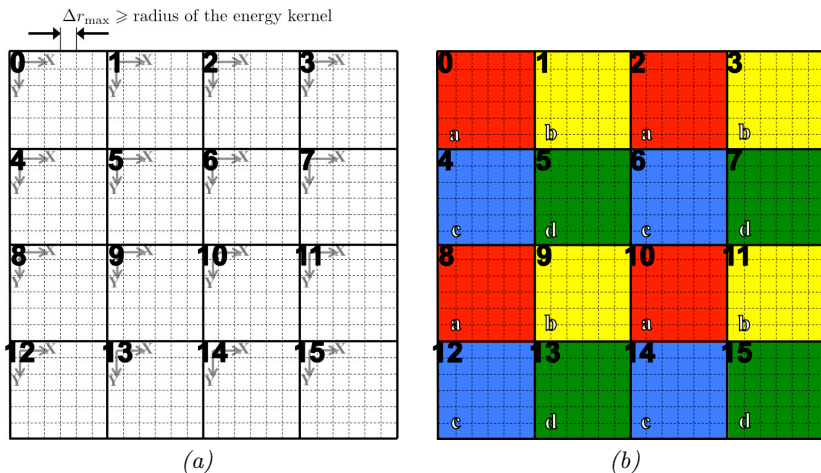 Δr_max ⩾ radius of the energy kernel
0 X 1 X 2 X 3 X
Y Y Y Y
4 X 5 X 6 X 7 X
Y Y Y Y
8 X 9 X 10 X 11 X
Y Y Y Y
12 X 13 X 14 X 15 X
Y Y Y Y
(a)
0 1 2 3
a b a b
4 5 6 7
c d c d
8 9 10 11
a b a b
12 13 14 15
c d c d
(b)